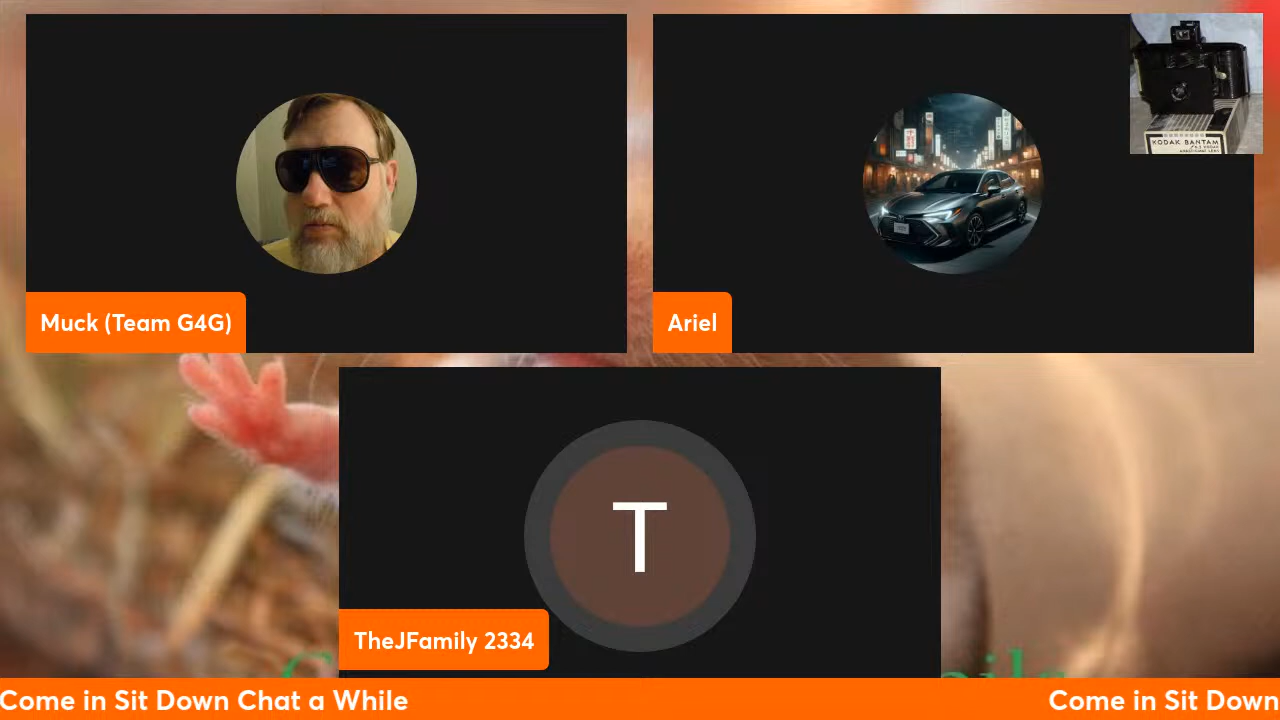 KODAK BANTAM
Muck (Team G4G)
Ariel
T
TheJFamily 2334
Come in Sit Down Chat a While
Come in Sit Down